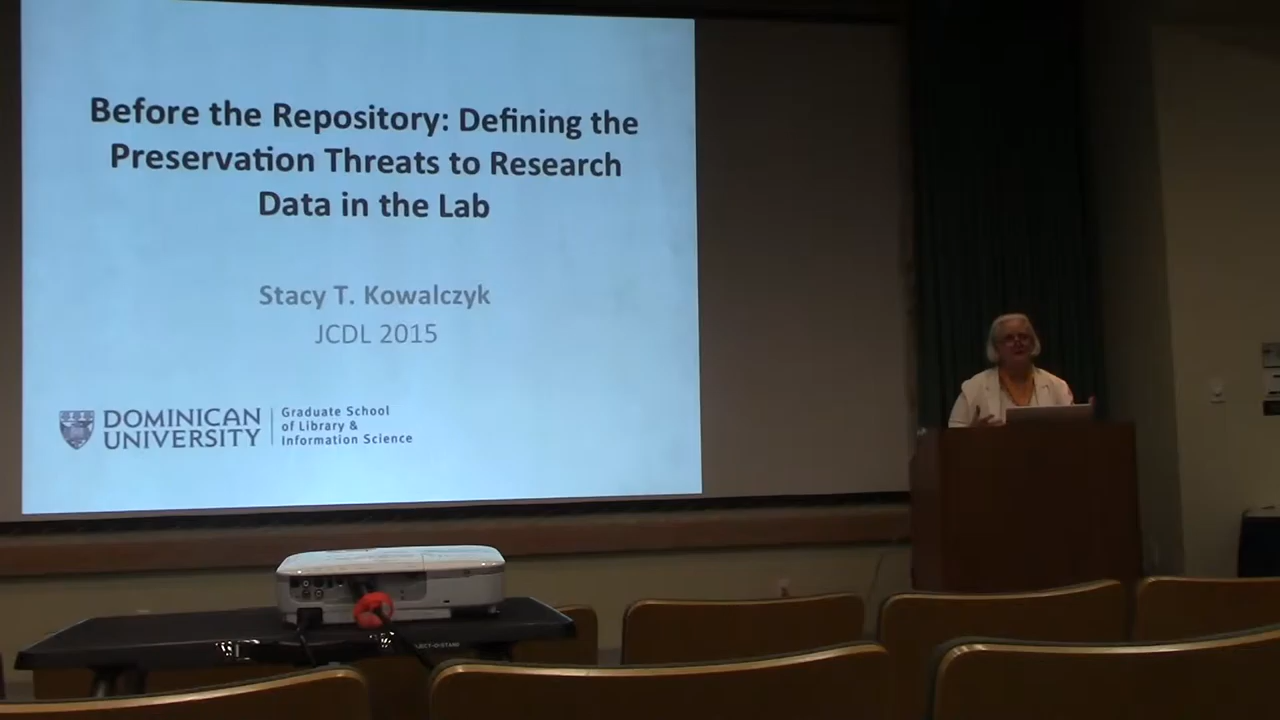 Before the Repository: Defining the
Preservation Threats to Research
Data in the Lab
Stacy T. Kowalczyk
JCDL 2015
DOMINICAN
UNIVERSITY
Graduate School
of Library &
Information Science